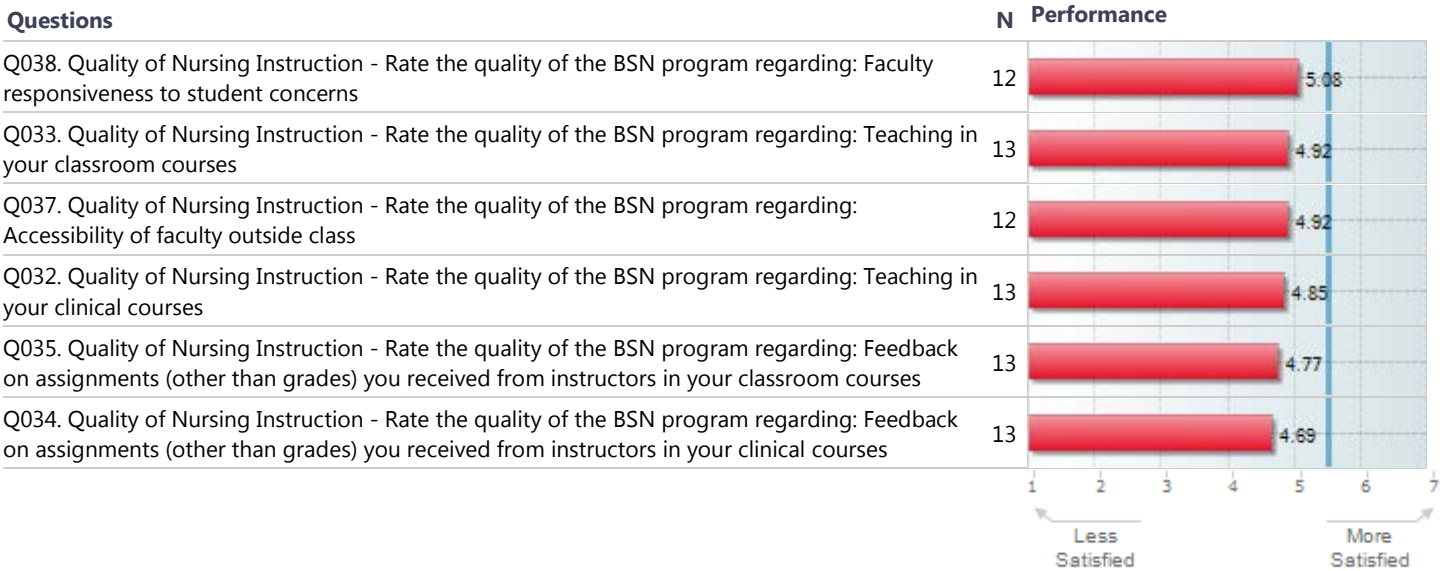 Questions N Performance
Q038. Quality of Nursing Instruction - Rate the quality of the BSN program regarding: Faculty
responsiveness to student concerns
12 5.08
Q033. Quality of Nursing Instruction - Rate the quality of the BSN program regarding: Teaching in
your classroom courses
13 4.92
Q037. Quality of Nursing Instruction - Rate the quality of the BSN program regarding:
Accessibility of faculty outside class
12 4.92
Q032. Quality of Nursing Instruction - Rate the quality of the BSN program regarding: Teaching in
your clinical courses
13 4.85
Q035. Quality of Nursing Instruction - Rate the quality of the BSN program regarding: Feedback
on assignments (other than grades) you received from instructors in your classroom courses
13 4.77
Q034. Quality of Nursing Instruction - Rate the quality of the BSN program regarding: Feedback
on assignments (other than grades) you received from instructors in your clinical courses
13 4.69
1 2 3 4 5 6 7
Less
Satisfied
More
Satisfied